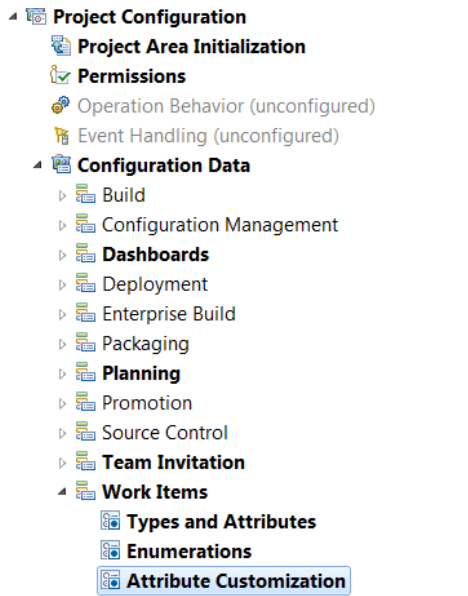 Project Configuration
Project Area Initialization
Permissions
Operation Behavior (unconfigured)
Event Handling (unconfigured)
Configuration Data
Build
Configuration Management
Dashboards
Deployment
Enterprise Build
Packaging
Planning
Promotion
Source Control
Team Invitation
Work Items
Types and Attributes
Enumerations
Attribute Customization